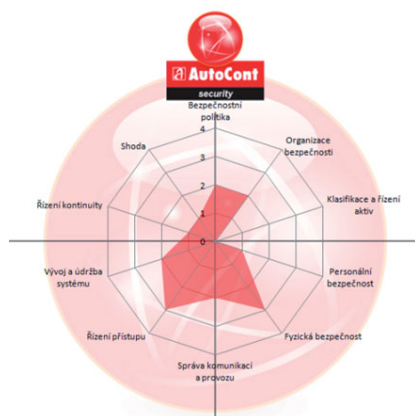 AutoCont
security
Bezpečnostní
politika
Organizace
bezpečnosti
Klasifikace a řízení
aktiv
Personální
bezpečnost
Fyzická bezpečnost
Správa komunikací
a provozu
Řízení přístupu
Vývoj a údržba
systému
Řízení kontinuity
Shoda
4
3
2
1
0